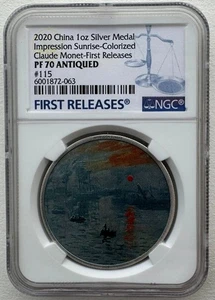 2020 China 1oz Silver Medal
Impression Sunrise-Colorized
Claude Monet-First Releases
PF 70 ANTIQUED
#115
6001872-063
FIRST RELEASES®
NGC®